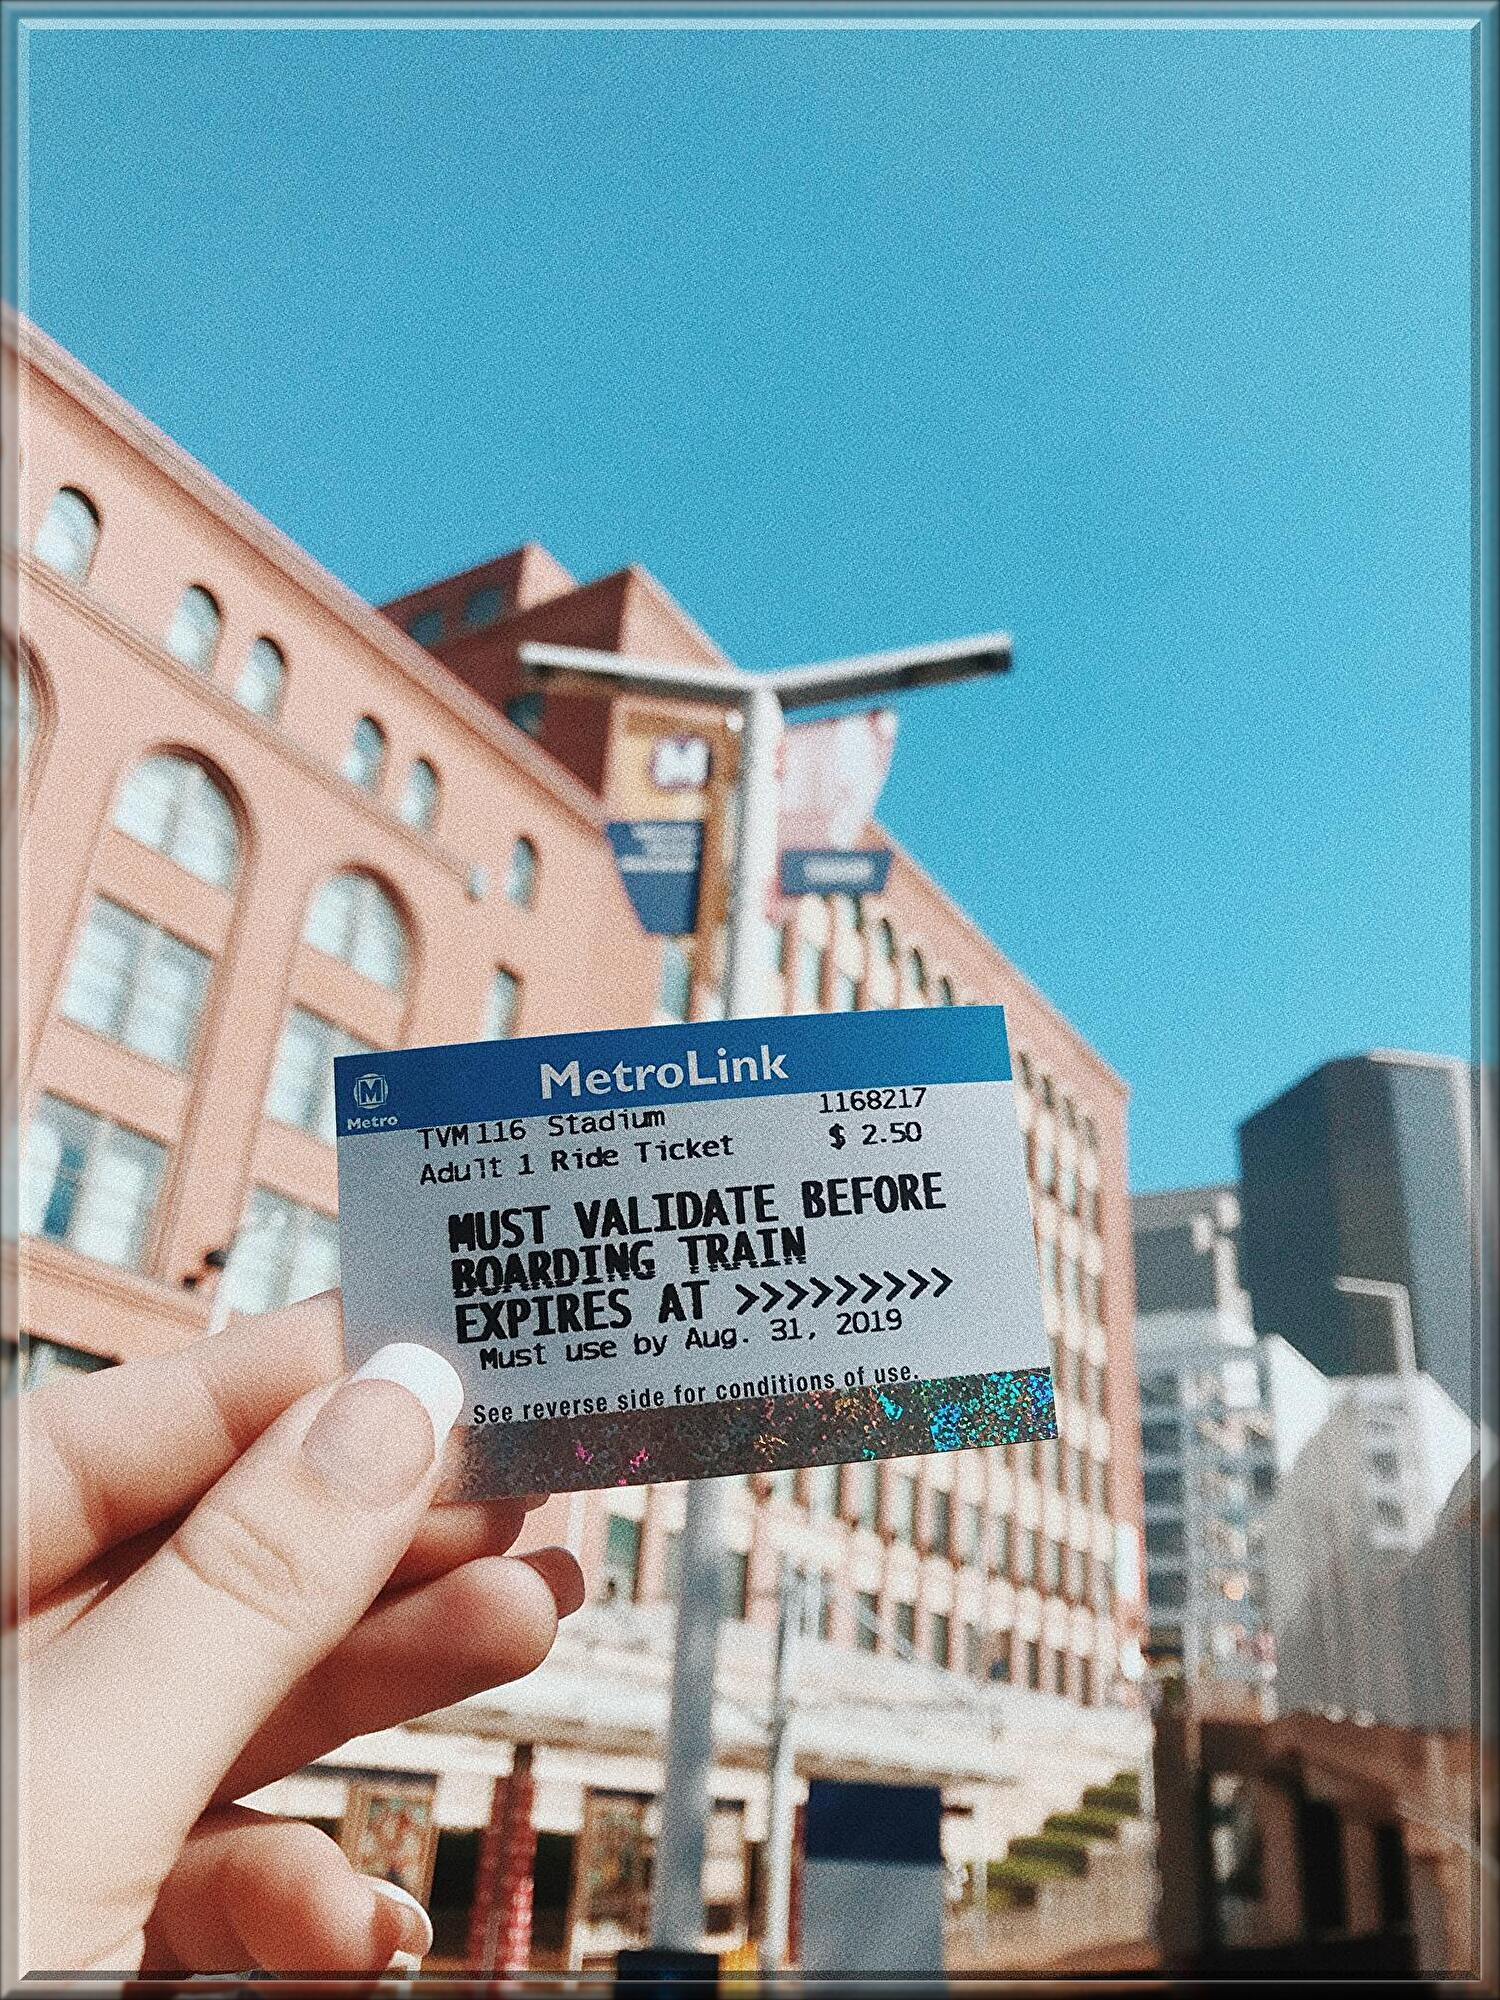 MetroLink
M
Metro
TVM 116 Stadium 1168217
Adult 1 Ride Ticket $ 2.50
MUST VALIDATE BEFORE
BOARDING TRAIN
EXPIRES AT >>>>>>>>>
Must use by Aug. 31, 2019
See reverse side for conditions of use.
M